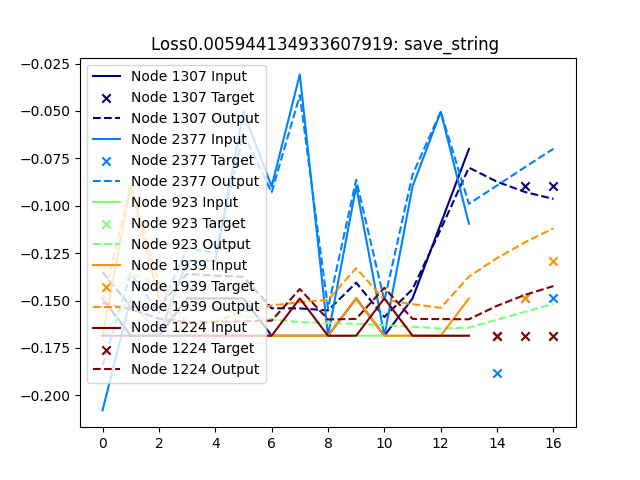 Loss0.005944134933607919: save_string
−0.025
−0.050
−0.075
−0.100
−0.125
−0.150
−0.175
−0.200
Node 1307 Input
Node 1307 Target
Node 1307 Output
Node 2377 Input
Node 2377 Target
Node 2377 Output
Node 923 Input
Node 923 Target
Node 923 Output
Node 1939 Input
Node 1939 Target
Node 1939 Output
Node 1224 Input
Node 1224 Target
Node 1224 Output
0 2 4 6 8 10 12 14 16